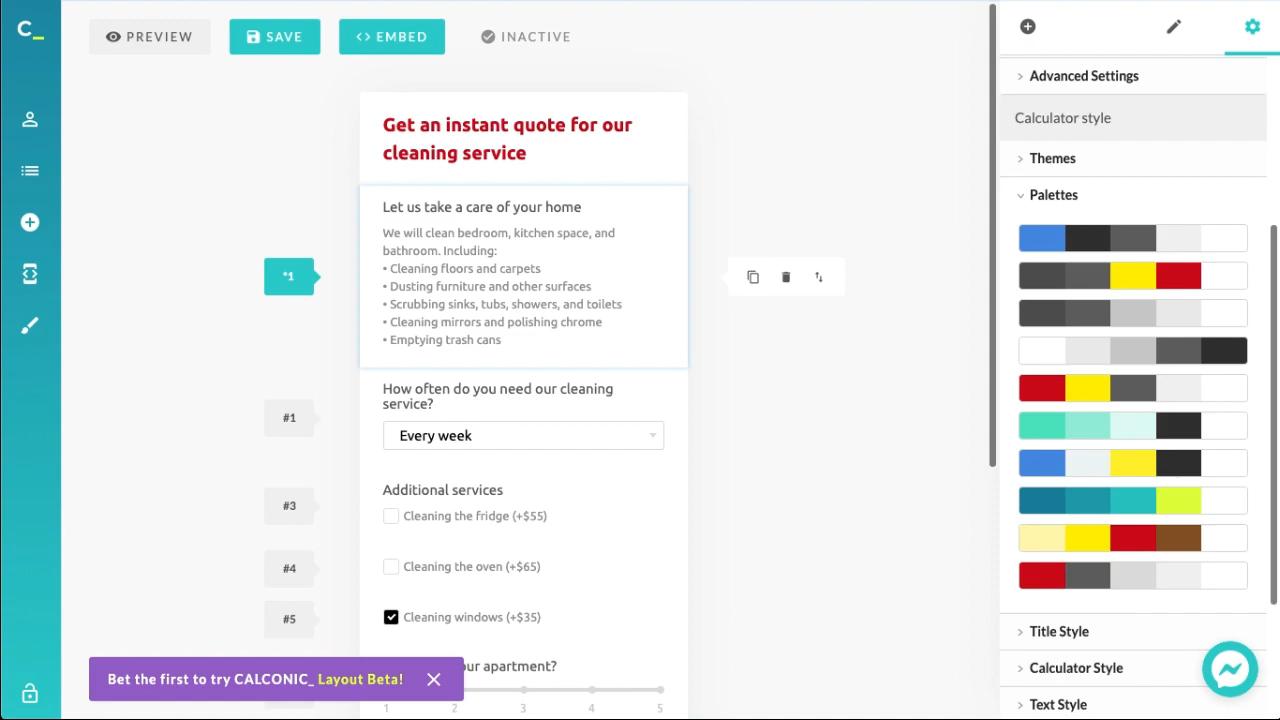 C_
PREVIEW
SAVE
<> EMBED
INACTIVE
Get an instant quote for our
cleaning service
Let us take a care of your home
We will clean bedroom, kitchen space, and
bathroom. Including:
• Cleaning floors and carpets
• Dusting furniture and other surfaces
• Scrubbing sinks, tubs, showers, and toilets
• Cleaning mirrors and polishing chrome
• Emptying trash cans
*1
How often do you need our cleaning
service?
#1
Every week
Additional services
#3
Cleaning the fridge (+$55)
#4
Cleaning the oven (+$65)
#5
Cleaning windows (+$35)
our apartment?
Bet the first to try CALCONIC_ Layout Beta!
1 2 3 4 5
Advanced Settings
Calculator style
Themes
Palettes
Title Style
Calculator Style
Text Style